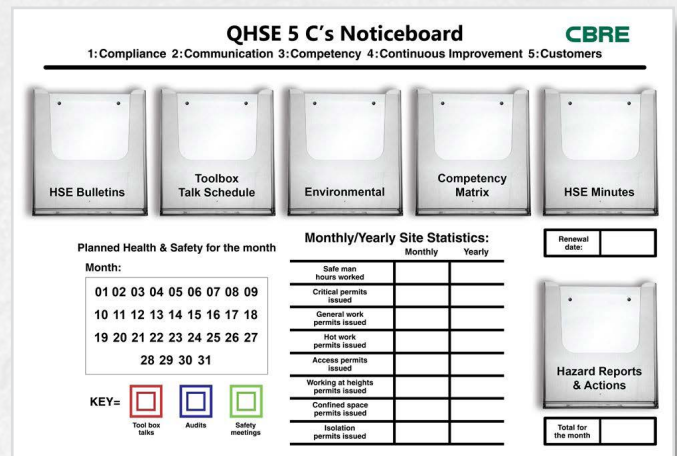 QHSE 5 C's Noticeboard
CBRE
1:Compliance 2:Communication 3:Competency 4:Continuous Improvement 5:Customers
HSE Bulletins
Toolbox
Talk Schedule
Environmental
Competency
Matrix
HSE Minutes
Planned Health & Safety for the month
Month:
01 02 03 04 05 06 07 08 09
10 11 12 13 14 15 16 17 18
19 20 21 22 23 24 25 26 27
28 29 30 31
KEY=
Tool box
talks
Audits
Safety
meetings
Monthly/Yearly Site Statistics:
Monthly Yearly
Safe man
hours worked
Critical permits
issued
General work
permits issued
Hot work
permits issued
Access permits
issued
Working at heights
permits issued
Confined space
permits issued
Isolation
permits issued
Renewal
date:
Hazard Reports
& Actions
Total for
the month